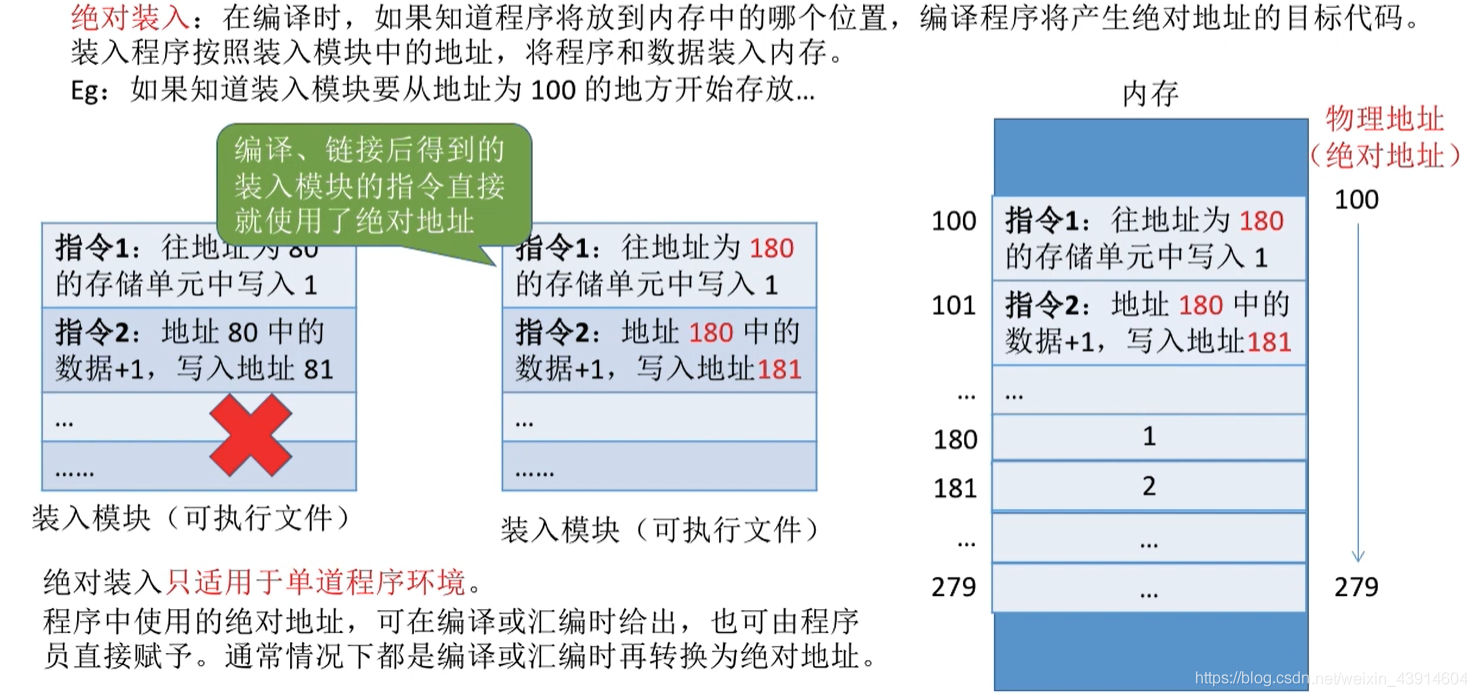 绝对装入：在编译时，如果知道程序将放到内存中的哪个位置，编译程序将产生绝对地址的目标代码。
装入程序按照装入模块中的地址，将程序和数据装入内存。
Eg：如果知道装入模块要从地址为 100 的地方开始存放...
编译、链接后得到的
装入模块的指令直接
就使用了绝对地址
指令1：往地址为 80
的存储单元中写入 1
指令2：地址 80 中的
数据+1，写入地址 81
...
......
装入模块（可执行文件）
指令1：往地址为 180
的存储单元中写入 1
指令2：地址 180 中的
数据+1，写入地址181
...
......
装入模块（可执行文件）
绝对装入只适用于单道程序环境。
程序中使用的绝对地址，可在编译或汇编时给出，也可由程序
员直接赋予。通常情况下都是编译或汇编时再转换为绝对地址。
内存
100
指令1：往地址为 180
的存储单元中写入 1
101
指令2：地址 180 中的
数据+1，写入地址181
... ...
180 1
181 2
... ...
279 ...
物理地址
（绝对地址）
100
279
https://blog.csdn.net/weixin_43914604